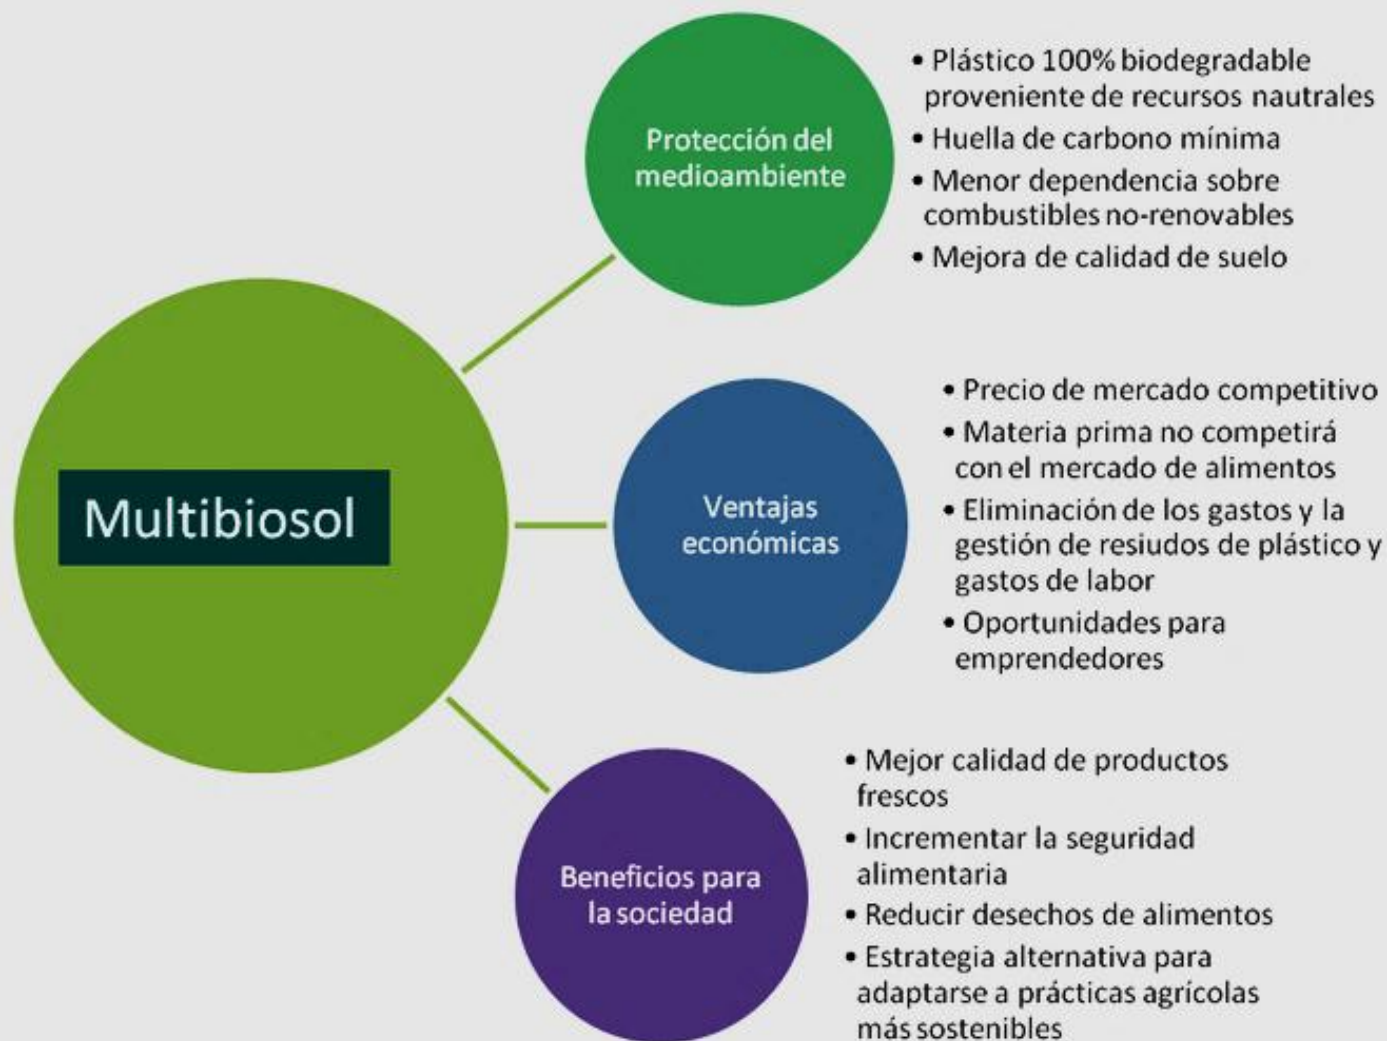 Protección del
medioambiente
• Plástico 100% biodegradable
proveniente de recursos nautrales
• Huella de carbono mínima
• Menor dependencia sobre
combustibles no-renovables
• Mejora de calidad de suelo
Multibiosol
Ventajas
económicas
• Precio de mercado competitivo
• Materia prima no competirá
con el mercado de alimentos
• Eliminación de los gastos y la
gestión de resiudos de plástico y
gastos de labor
• Oportunidades para
emprendedores
Beneficios para
la sociedad
• Mejor calidad de productos
frescos
• Incrementar la seguridad
alimentaria
• Reducir desechos de alimentos
• Estrategia alternativa para
adaptarse a prácticas agrícolas
más sostenibles